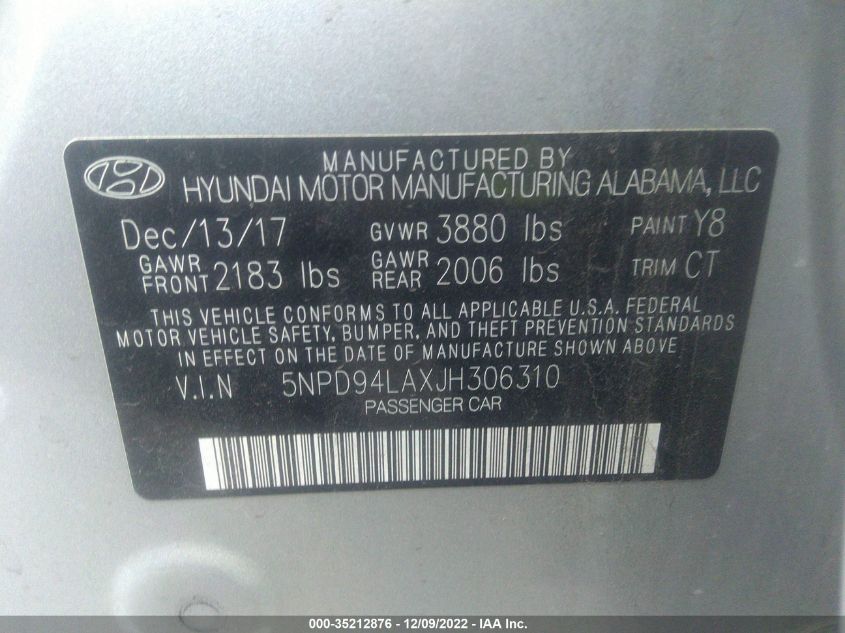 MANUFACTURED BY
HYUNDAI MOTOR MANUFACTURING ALABAMA, LLC
Dec/13/17 GVWR 3880 lbs PAINT Y8
GAWR FRONT 2183 lbs GAWR REAR 2006 lbs TRIM CT
THIS VEHICLE CONFORMS TO ALL APPLICABLE U.S.A. FEDERAL
MOTOR VEHICLE SAFETY, BUMPER, AND THEFT PREVENTION STANDARDS
IN EFFECT ON THE DATE OF MANUFACTURE SHOWN ABOVE.
V.I.N 5NPD94LAXJH306310
PASSENGER CAR
000-35212876 - 12/09/2022 - IAA Inc.